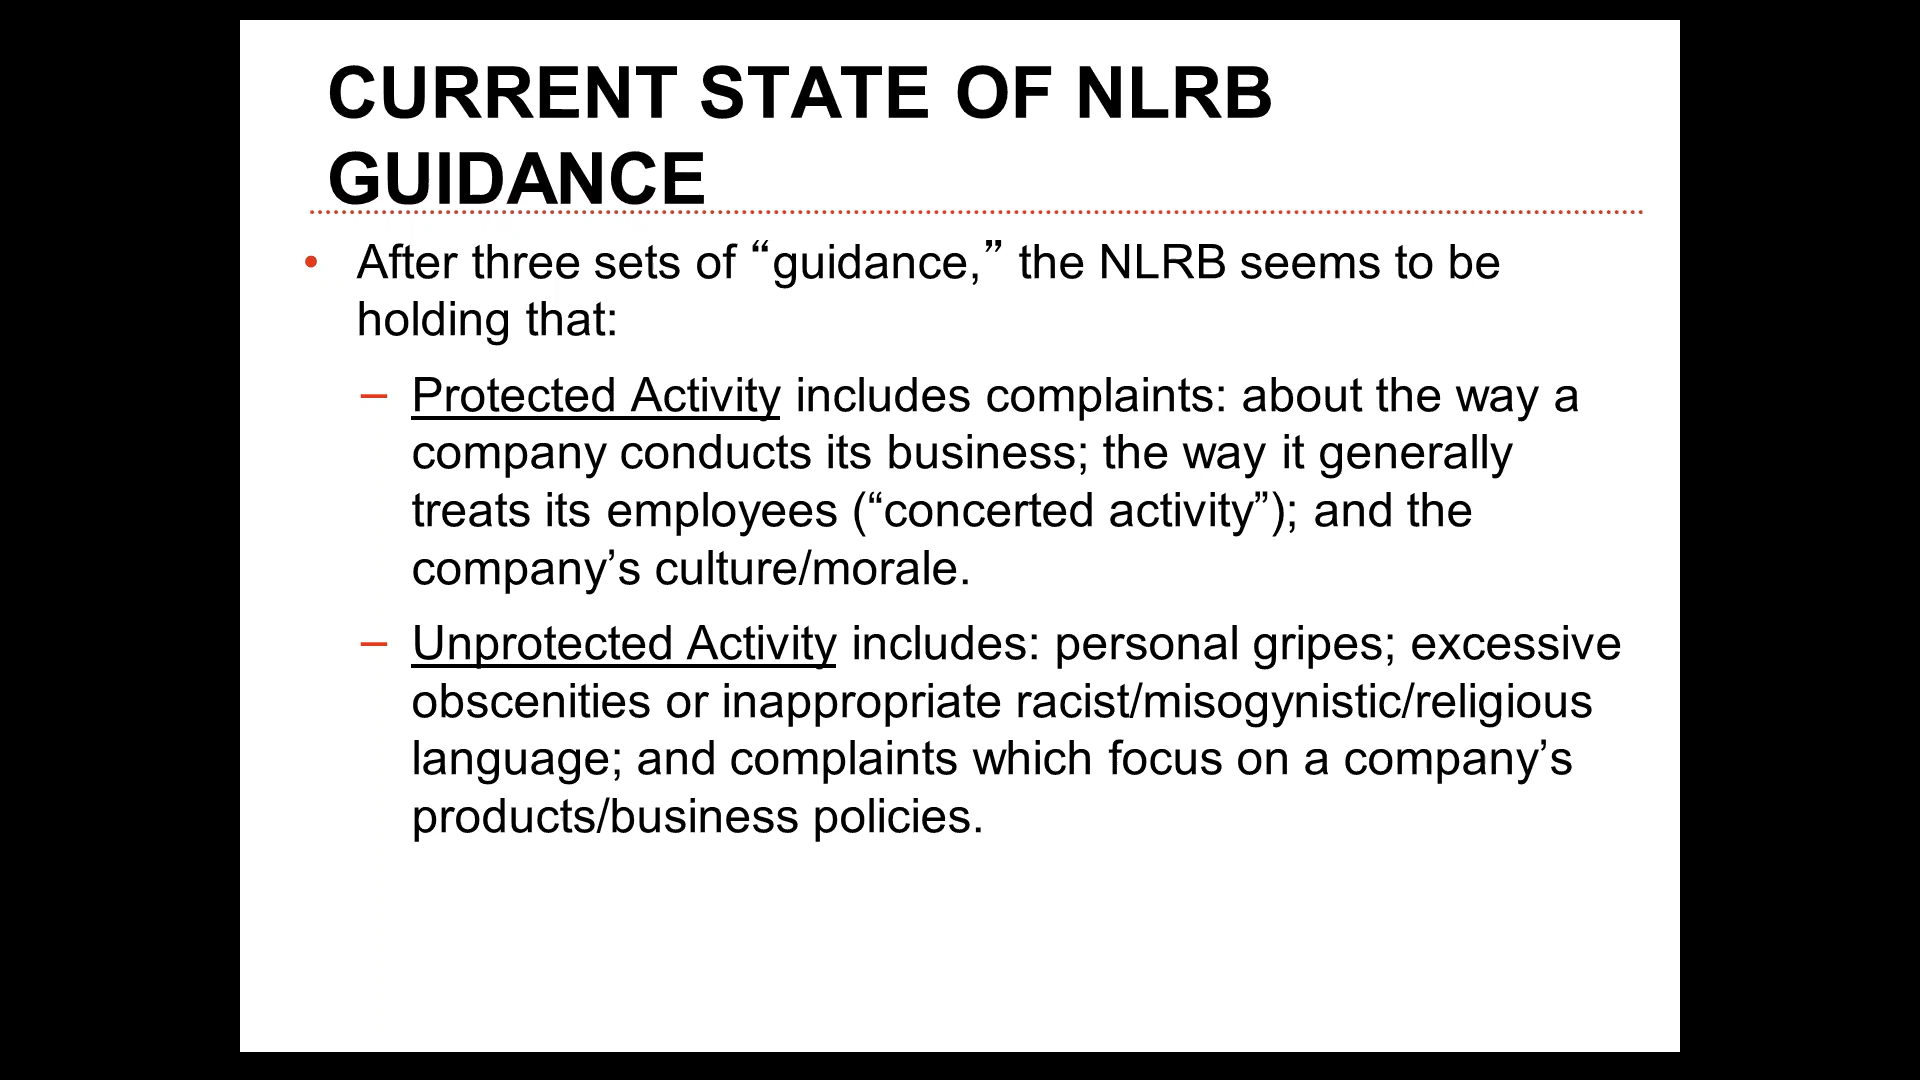 CURRENT STATE OF NLRB
GUIDANCE
• After three sets of “guidance,” the NLRB seems to be
holding that:
– Protected Activity includes complaints: about the way a
company conducts its business; the way it generally
treats its employees (“concerted activity”); and the
company’s culture/morale.
– Unprotected Activity includes: personal gripes; excessive
obscenities or inappropriate racist/misogynistic/religious
language; and complaints which focus on a company’s
products/business policies.